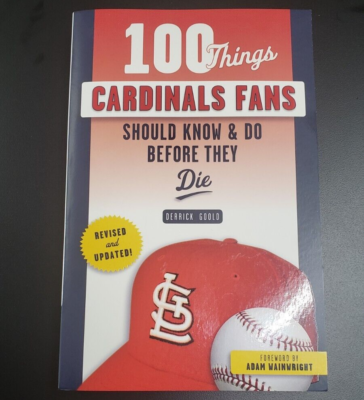 100 Things
CARDINALS FANS
SHOULD KNOW & DO
BEFORE THEY
Die
DERRICK GOOLD
REVISED
and
UPDATED!
STL
FOREWORD BY
ADAM WAINWRIGHT